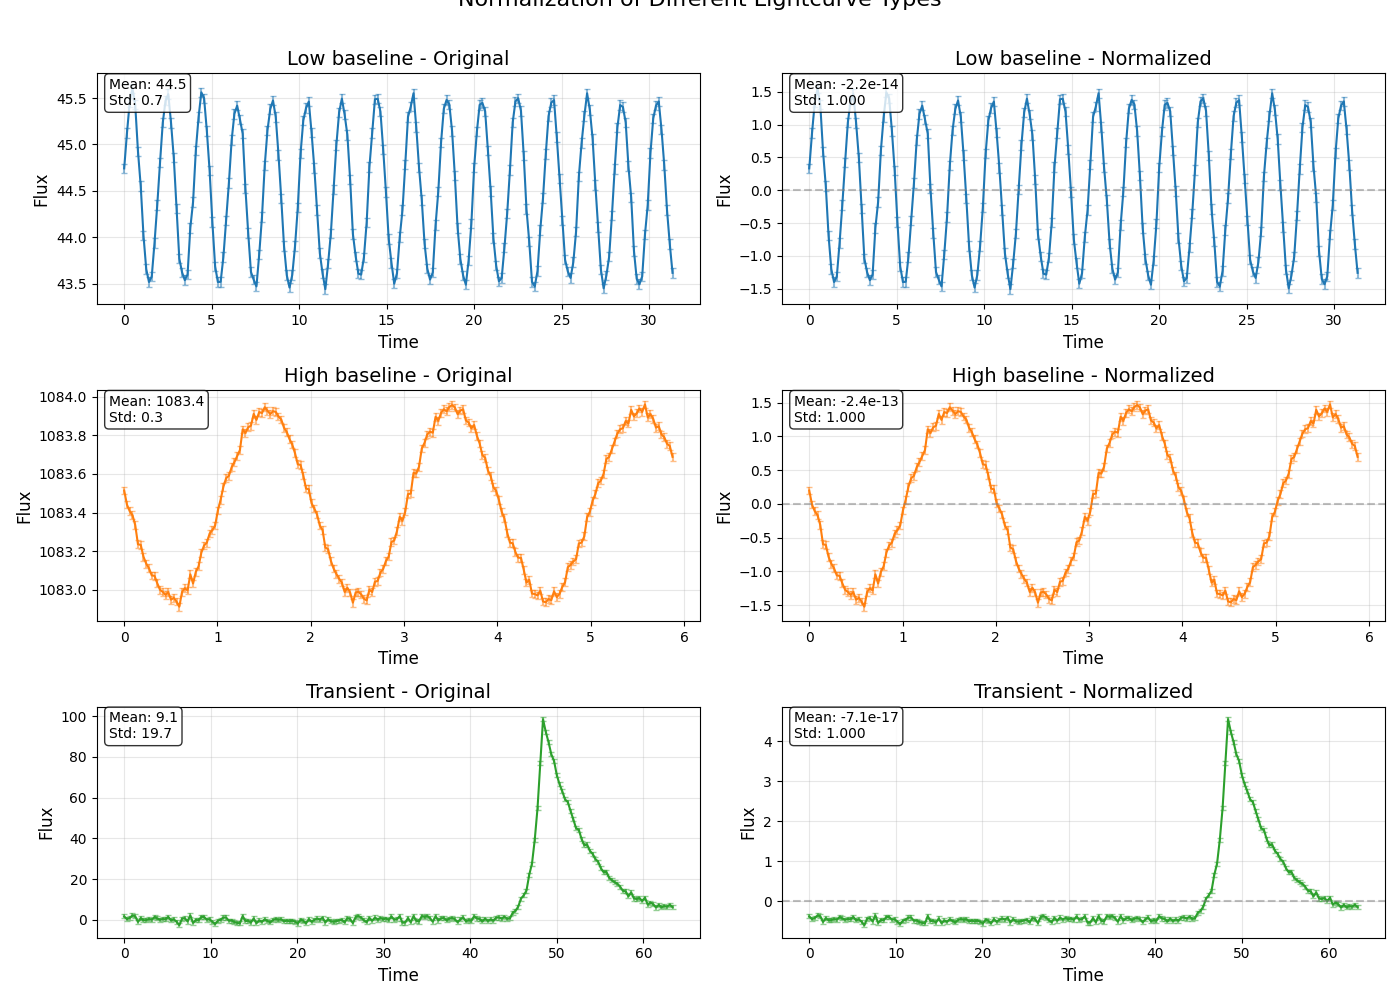 Normalization of Different Lightcurve Types
Low baseline - Original
Mean: 44.5
Std: 0.7
45.5
45.0
44.5
44.0
43.5
Flux
0 5 10 15 20 25 30
Time
Low baseline - Normalized
Mean: -2.2e-14
Std: 1.000
1.5
1.0
0.5
0.0
−0.5
−1.0
−1.5
Flux
0 5 10 15 20 25 30
Time
High baseline - Original
Mean: 1083.4
Std: 0.3
1084.0
1083.8
1083.6
1083.4
1083.2
1083.0
Flux
0 1 2 3 4 5 6
Time
High baseline - Normalized
Mean: -2.4e-13
Std: 1.000
1.5
1.0
0.5
0.0
−0.5
−1.0
−1.5
Flux
0 1 2 3 4 5 6
Time
Transient - Original
Mean: 9.1
Std: 19.7
100
80
60
40
20
0
Flux
0 10 20 30 40 50 60
Time
Transient - Normalized
Mean: -7.1e-17
Std: 1.000
4
3
2
1
0
Flux
0 10 20 30 40 50 60
Time